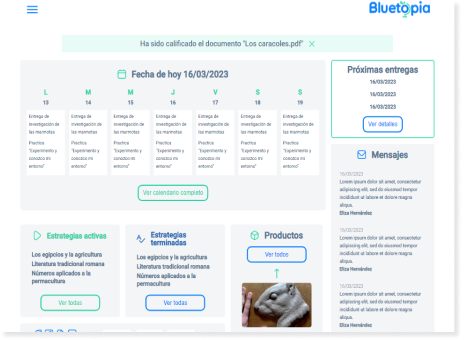 Bluetopia
Ha sido calificado el documento "Los caracoles.pdf"
Fecha de hoy 16/03/2023
L M M J V S S
13 14 15 16 17 18 19
Entrega de investigación de las marmotas
Practica "Experimento y conozco mi entorno"
Entrega de investigación de las marmotas
Practica "Experimento y conozco mi entorno"
Entrega de investigación de las marmotas
Practica "Experimento y conozco mi entorno"
Entrega de investigación de las marmotas
Practica "Experimento y conozco mi entorno"
Entrega de investigación de las marmotas
Practica "Experimento y conozco mi entorno"
Entrega de investigación de las marmotas
Practica "Experimento y conozco mi entorno"
Entrega de investigación de las marmotas
Practica "Experimento y conozco mi entorno"
Ver calendario completo
Próximas entregas
16/03/2023
16/03/2023
16/03/2023
Ver detalles
Mensajes
16/03/2023
Lorem ipsum dolor sit amet, consectetur
adipiscing elit, sed do eiusmod tempor
incididunt ut labore et dolore magna
aliqua.
Eliza Hernández
16/03/2023
Lorem ipsum dolor sit amet, consectetur
adipiscing elit, sed do eiusmod tempor
incididunt ut labore et dolore magna
aliqua.
Eliza Hernández
16/03/2023
Lorem ipsum dolor sit amet, consectetur
adipiscing elit, sed do eiusmod tempor
incididunt ut labore et dolore magna
aliqua.
Eliza Hernández
Estrategias activas
Los egipcios y la agricultura
Literatura tradicional romana
Números aplicados a la
permacultura
Ver todas
Estrategias
terminadas
Los egipcios y la agricultura
Literatura tradicional romana
Números aplicados a la
permacultura
Ver todas
Productos
Ver todos